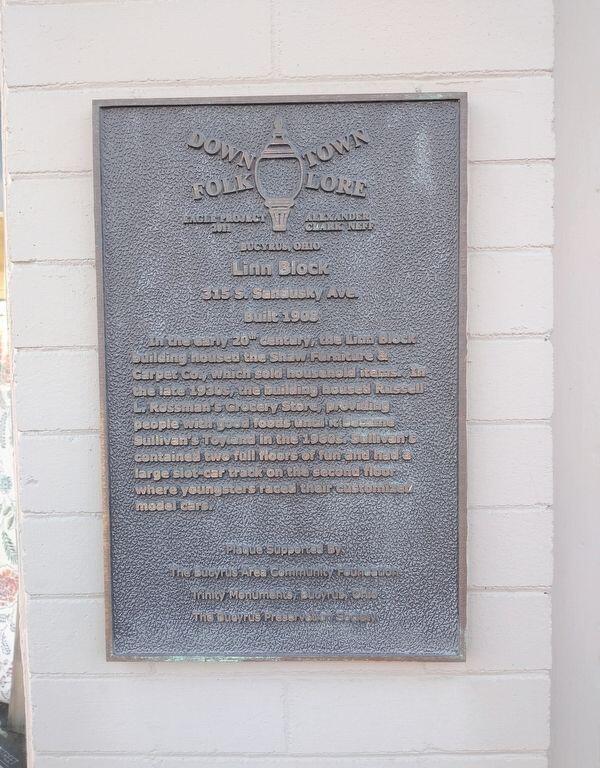 DOWN TOWN
FOLK LORE
EAGLE PROJECT ALEXANDER
CLARK NEFF
BUCYRUS, OHIO
Linn Block
315 S. Sandusky Ave.
Built 1908
In the early 20th century, the Linn Block
building housed the Shaw Furniture &
Carpet Co., which sold household items. In
the late 1930s, the building housed Russell
L. Rossman's Grocery Store, providing
people with good foods until it became
Sullivan's Toyland in the 1960s. Sullivan's
contained two full floors of fun and had a
large slot-car track on the second floor
where youngsters raced their customized
model cars.
Plaque Supported By:
The Bucyrus Area Community Foundation
Trinity Monuments, Bucyrus, Ohio
The Bucyrus Preservation Society